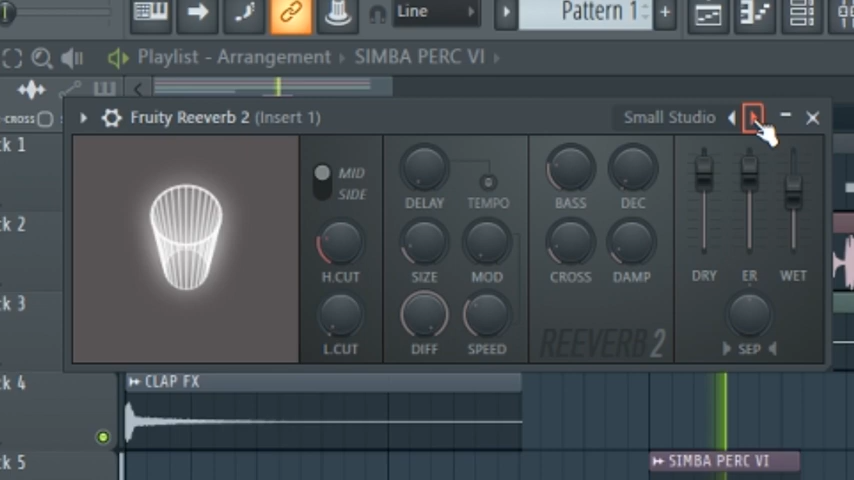 Line
Pattern 1
Playlist - Arrangement › SIMBA PERC VI ›
-CROSS
Fruity Reeverb 2 (Insert 1)
Small Studio
ck 1
MID
SIDE
DELAY
TEMPO
BASS
DEC
ck 2
H.CUT
SIZE
MOD
CROSS
DAMP
DRY
ER
WET
ck 3
L.CUT
DIFF
SPEED
REEVERB 2
SEP
ck 4
CLAP FX
ck 5
SIMBA PERC VI